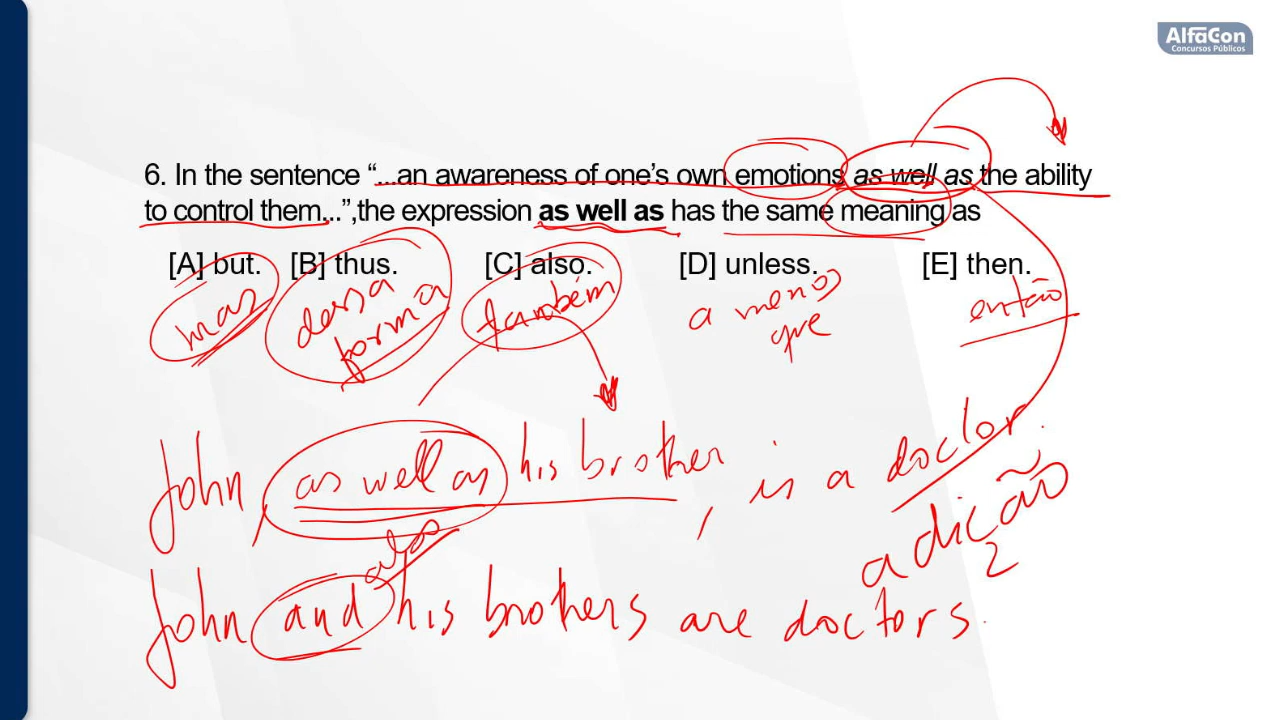 AlfaCon
Concursos Públicos
6. In the sentence “...an awareness of one’s own emotions as well as the ability
to control them...”,the expression as well as has the same meaning as
[A] but. [B] thus. [C] also. [D] unless. [E] then.
mas dessa forma também a menos que então
John, as well as his brother, is a doctor.
also
adição
John and his brothers are doctors.